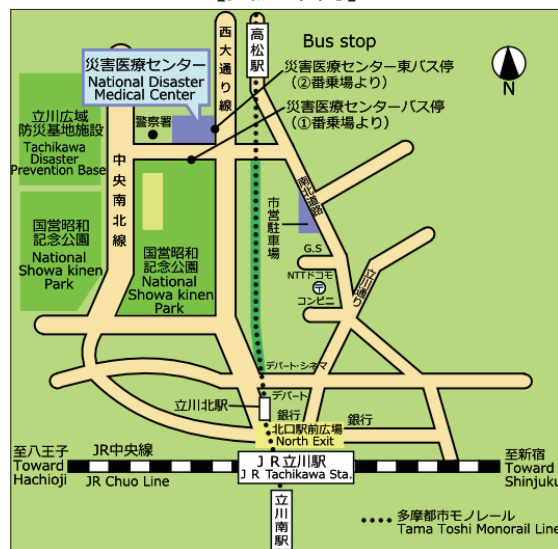 西大通り線
高松駅
Bus stop
災害医療センター
National Disaster
Medical Center
災害医療センター東バス停
(②番乗場より)
災害医療センターバス停
(①番乗場より)
N
立川広域
防災基地施設
Tachikawa
Disaster
Prevention Base
警察署
中央南北線
南北道路
市営駐車場
国営昭和
記念公園
National
Showa kinen
Park
国営昭和
記念公園
National
Showa kinen
Park
G.S
NTTドコモ
コンビニ
立川通り
デパート・シネマ
デパート
立川北駅
銀行
銀行
北口駅前広場
North Exit
至八王子
Toward
Hachioji
JR中央線
JR Chuo Line
JR立川駅
JR Tachikawa Sta.
至新宿
Toward
Shinjuku
立川南駅
多摩都市モノレール
Tama Toshi Monorail Line